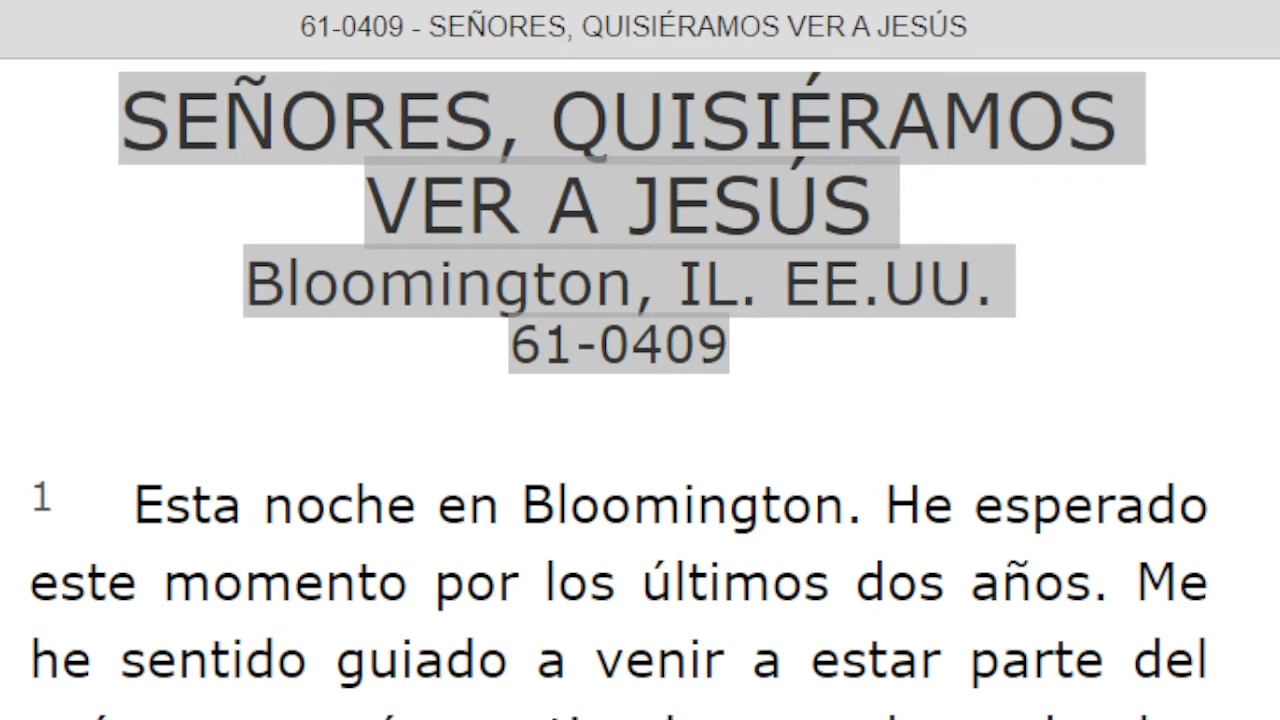 61-0409 - SEÑORES, QUISIÉRAMOS VER A JESÚS
SEÑORES, QUISIÉRAMOS
VER A JESÚS
Bloomington, IL. EE.UU.
61-0409
1 Esta noche en Bloomington. He esperado
este momento por los últimos dos años. Me
he sentido guiado a venir a estar parte del